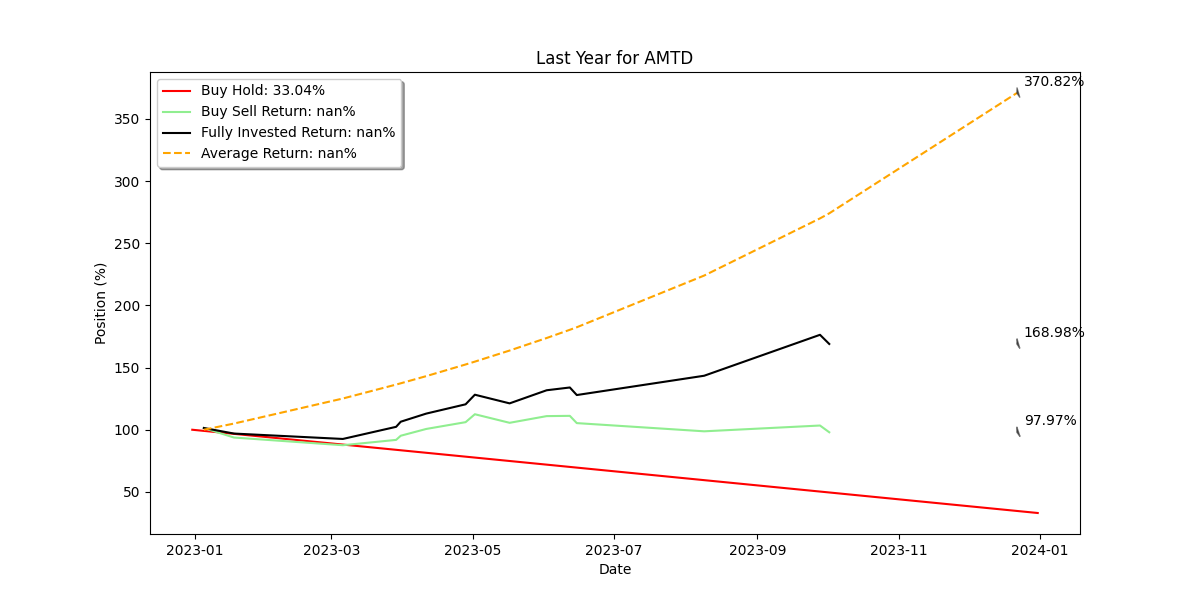 Last Year for AMTD
Buy Hold: 33.04%
Buy Sell Return: nan%
Fully Invested Return: nan%
Average Return: nan%
370.82%
168.98%
97.97%
Position (%)
350
300
250
200
150
100
50
2023-01
2023-03
2023-05
2023-07
2023-09
2023-11
2024-01
Date